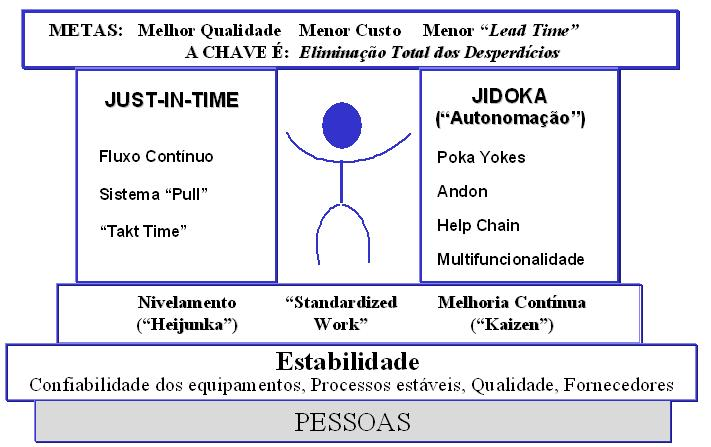 METAS: Melhor Qualidade Menor Custo Menor “Lead Time”
A CHAVE É: Eliminação Total dos Desperdícios
JUST-IN-TIME
Fluxo Contínuo
Sistema “Pull”
“Takt Time”
JIDOKA
(“Autonomação”)
Poka Yokes
Andon
Help Chain
Multifuncionalidade
Nivelamento
(“Heijunka”)
“Standardized
Work”
Melhoria Contínua
(“Kaizen”)
Estabilidade
Confiabilidade dos equipamentos, Processos estáveis, Qualidade, Fornecedores
PESSOAS